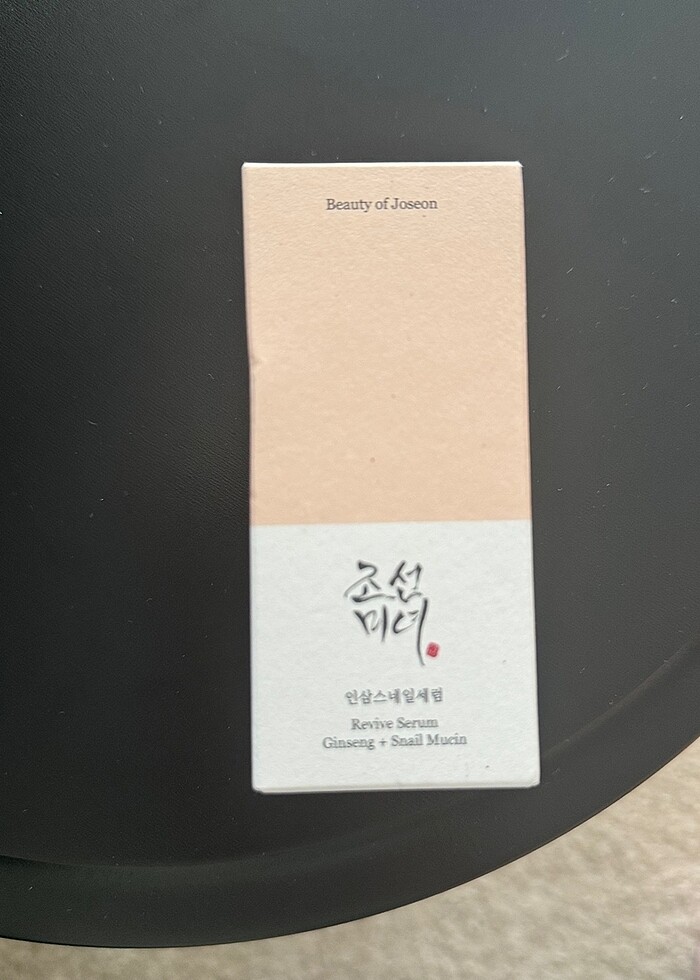 Beauty of Joseon
조선
미녀
인삼스네일세럼
Revive Serum
Ginseng + Snail Mucin